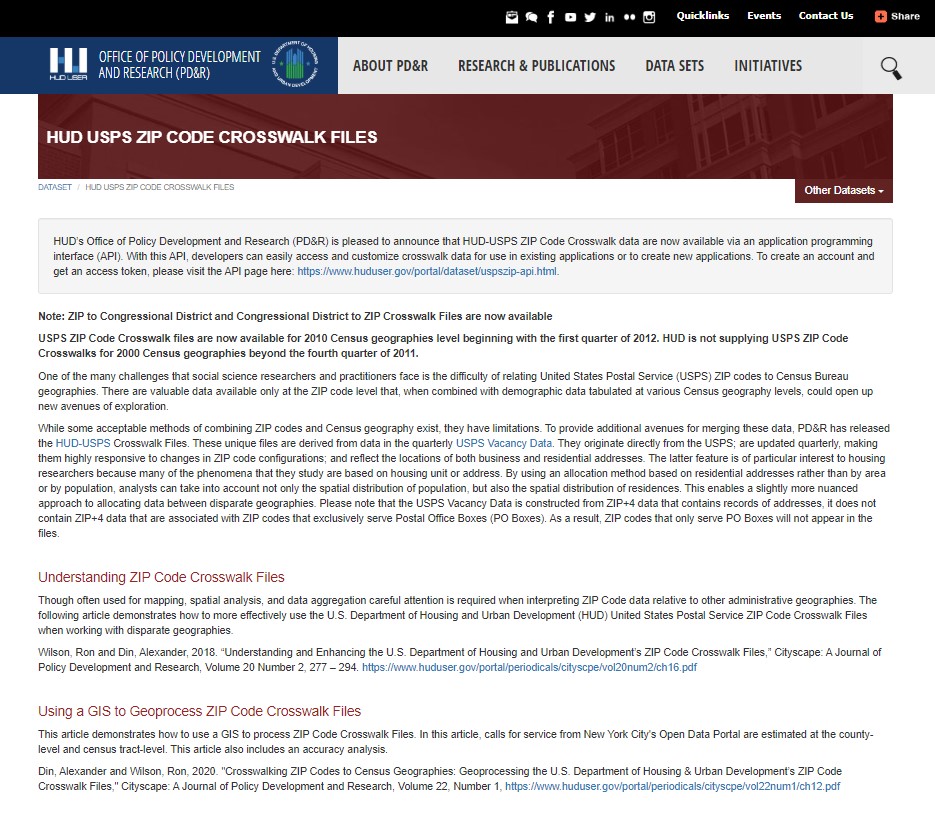 Quicklinks Events Contact Us Share
HUD USER
OFFICE OF POLICY DEVELOPMENT
AND RESEARCH (PD&R)
ABOUT PD&R RESEARCH & PUBLICATIONS DATA SETS INITIATIVES
HUD USPS ZIP CODE CROSSWALK FILES
DATASET / HUD USPS ZIP CODE CROSSWALK FILES
Other Datasets
HUD's Office of Policy Development and Research (PD&R) is pleased to announce that HUD-USPS ZIP Code Crosswalk data are now available via an application programming
interface (API). With this API, developers can easily access and customize crosswalk data for use in existing applications or to create new applications. To create an account and
get an access token, please visit the API page here: https://www.huduser.gov/portal/dataset/uspszip-api.html.
Note: ZIP to Congressional District and Congressional District to ZIP Crosswalk Files are now available
USPS ZIP Code Crosswalk files are now available for 2010 Census geographies level beginning with the first quarter of 2012. HUD is not supplying USPS ZIP Code
Crosswalks for 2000 Census geographies beyond the fourth quarter of 2011.
One of the many challenges that social science researchers and practitioners face is the difficulty of relating United States Postal Service (USPS) ZIP codes to Census Bureau
geographies. There are valuable data available only at the ZIP code level that, when combined with demographic data tabulated at various Census geography levels, could open up
new avenues of exploration.
While some acceptable methods of combining ZIP codes and Census geography exist, they have limitations. To provide additional avenues for merging these data, PD&R has released
the HUD-USPS Crosswalk Files. These unique files are derived from data in the quarterly USPS Vacancy Data. They originate directly from the USPS; are updated quarterly, making
them highly responsive to changes in ZIP code configurations; and reflect the locations of both business and residential addresses. The latter feature is of particular interest to housing
researchers because many of the phenomena that they study are based on housing unit or address. By using an allocation method based on residential addresses rather than by area
or by population, analysts can take into account not only the spatial distribution of population, but also the spatial distribution of residences. This enables a slightly more nuanced
approach to allocating data between disparate geographies. Please note that the USPS Vacancy Data is constructed from ZIP+4 data that contains records of addresses, it does not
contain ZIP+4 data that are associated with ZIP codes that exclusively serve Postal Office Boxes (PO Boxes). As a result, ZIP codes that only serve PO Boxes will not appear in the
files.
Understanding ZIP Code Crosswalk Files
Though often used for mapping, spatial analysis, and data aggregation careful attention is required when interpreting ZIP Code data relative to other administrative geographies. The
following article demonstrates how to more effectively use the U.S. Department of Housing and Urban Development (HUD) United States Postal Service ZIP Code Crosswalk Files
when working with disparate geographies.
Wilson, Ron and Din, Alexander, 2018. "Understanding and Enhancing the U.S. Department of Housing and Urban Development's ZIP Code Crosswalk Files," Cityscape: A Journal of
Policy Development and Research, Volume 20 Number 2, 277 – 294. https://www.huduser.gov/portal/periodicals/cityscpe/vol20num2/ch16.pdf
Using a GIS to Geoprocess ZIP Code Crosswalk Files
This article demonstrates how to use a GIS to process ZIP Code Crosswalk Files. In this article, calls for service from New York City's Open Data Portal are estimated at the county-
level and census tract-level. This article also includes an accuracy analysis.
Din, Alexander and Wilson, Ron, 2020. "Crosswalking ZIP Codes to Census Geographies: Geoprocessing the U.S. Department of Housing & Urban Development's ZIP Code
Crosswalk Files," Cityscape: A Journal of Policy Development and Research, Volume 22, Number 1, https://www.huduser.gov/portal/periodicals/cityscpe/vol22num1/ch12.pdf